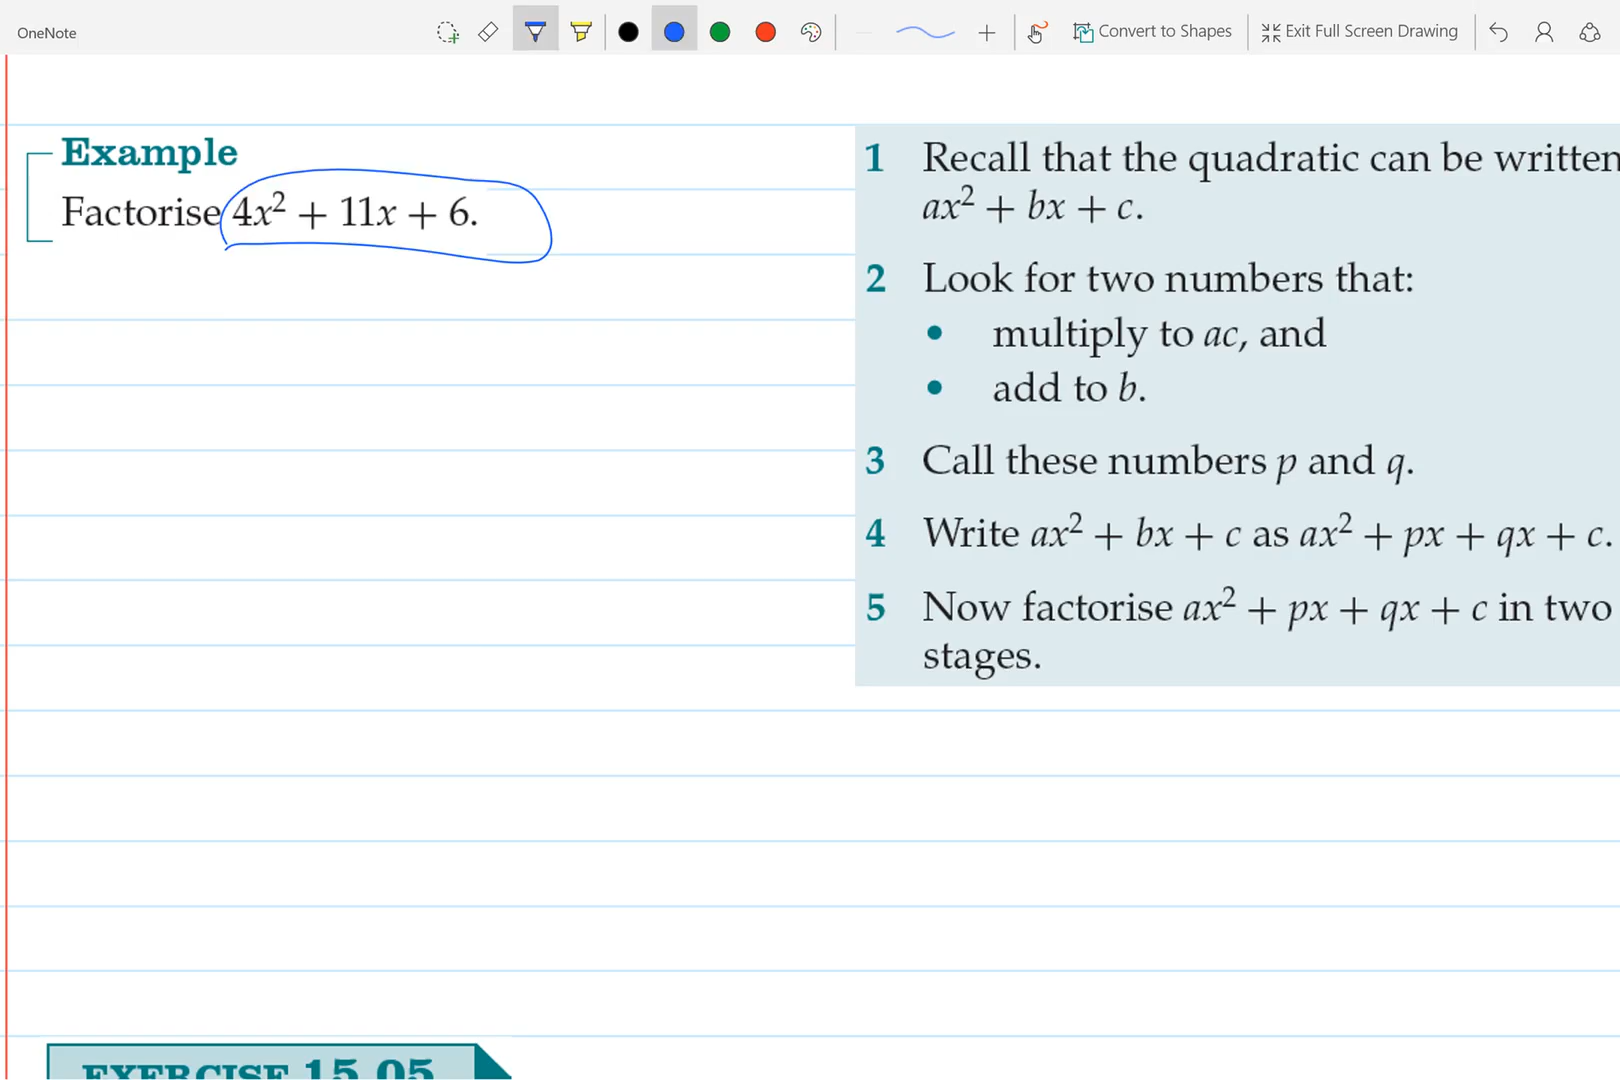 OneNote
Convert to Shapes
Exit Full Screen Drawing
Example
Factorise 4x² + 11x + 6.
1 Recall that the quadratic can be written
ax² + bx + c.
2 Look for two numbers that:
• multiply to ac, and
• add to b.
3 Call these numbers p and q.
4 Write ax² + bx + c as ax² + px + qx + c.
5 Now factorise ax² + px + qx + c in two
stages.
EXERCISE 15.05